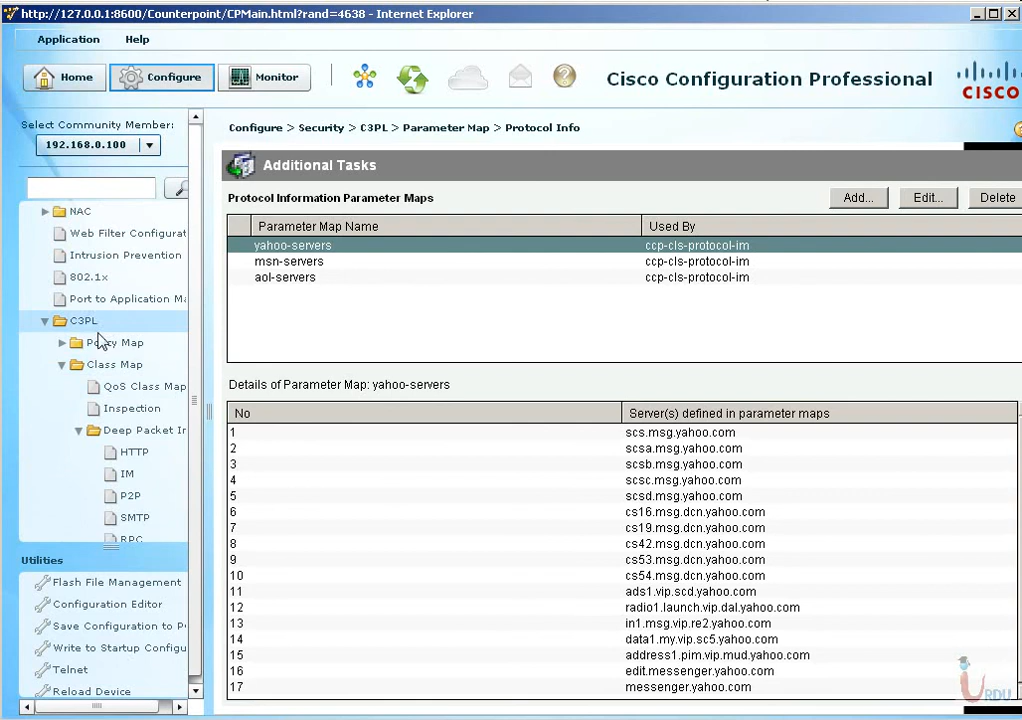 http://127.0.0.1:8600/Counterpoint/CPMain.html?rand=4638 - Internet Explorer
Application Help
Home Configure Monitor
Cisco Configuration Professional
CISCO
Select Community Member:
192.168.0.100
NAC
Web Filter Configurat
Intrusion Prevention
802.1x
Port to Application Ma
C3PL
Policy Map
Class Map
QoS Class Map
Inspection
Deep Packet Ir
HTTP
IM
P2P
SMTP
RPC
Utilities
Flash File Management
Configuration Editor
Save Configuration to P
Write to Startup Configu
Telnet
Reload Device
Configure > Security > C3PL > Parameter Map > Protocol Info
Additional Tasks
Protocol Information Parameter Maps
Add... Edit... Delete
Parameter Map Name Used By
yahoo-servers ccp-cls-protocol-im
msn-servers ccp-cls-protocol-im
aol-servers ccp-cls-protocol-im
Details of Parameter Map: yahoo-servers
No Server(s) defined in parameter maps
1 scs.msg.yahoo.com
2 scsa.msg.yahoo.com
3 scsb.msg.yahoo.com
4 scsc.msg.yahoo.com
5 scsd.msg.yahoo.com
6 cs16.msg.dcn.yahoo.com
7 cs19.msg.dcn.yahoo.com
8 cs42.msg.dcn.yahoo.com
9 cs53.msg.dcn.yahoo.com
10 cs54.msg.dcn.yahoo.com
11 ads1.vip.scd.yahoo.com
12 radio1.launch.vip.dal.yahoo.com
13 in1.msg.vip.re2.yahoo.com
14 data1.my.vip.sc5.yahoo.com
15 address1.pim.vip.mud.yahoo.com
16 edit.messenger.yahoo.com
17 messenger.yahoo.com
URDU